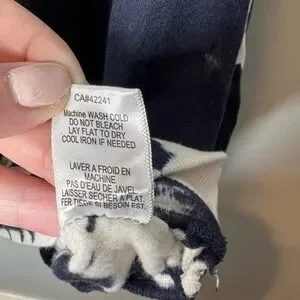 CA#42241
Machine WASH COLD
DO NOT BLEACH
LAY FLAT TO DRY
COOL IRON IF NEEDED
LAVER A FROID EN
MACHINE
PAS D'EAU DE JAVEL
LAISSER SECHER A PLAT.
FER TIEDE SI BESOIN EST.